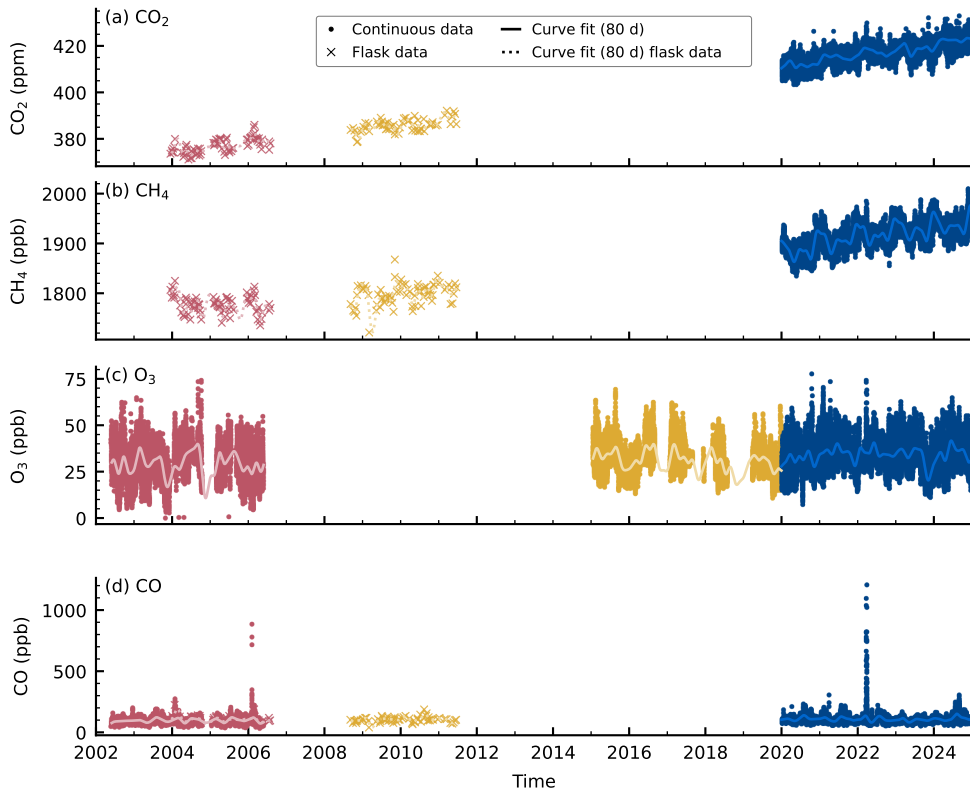 (a) CO₂
Continuous data
Flask data
Curve fit (80 d)
Curve fit (80 d) flask data
CO₂ (ppm)
420
400
380
(b) CH₄
CH₄ (ppb)
2000
1900
1800
(c) O₃
O₃ (ppb)
75
50
25
0
(d) CO
CO (ppb)
1000
500
0
2002 2004 2006 2008 2010 2012 2014 2016 2018 2020 2022 2024
Time